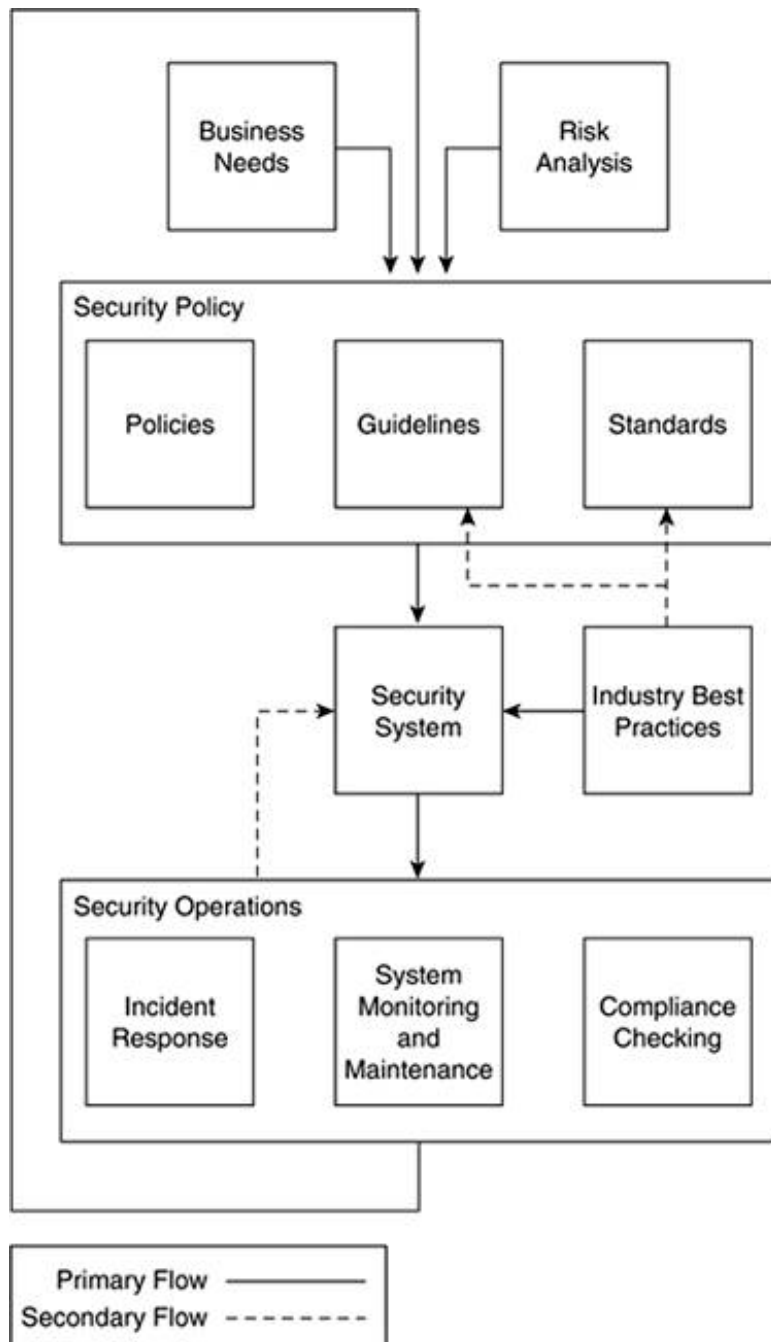 Business
Needs
Risk
Analysis
Security Policy
Policies
Guidelines
Standards
Security
System
Industry Best
Practices
Security Operations
Incident
Response
System
Monitoring
and
Maintenance
Compliance
Checking
Primary Flow
Secondary Flow